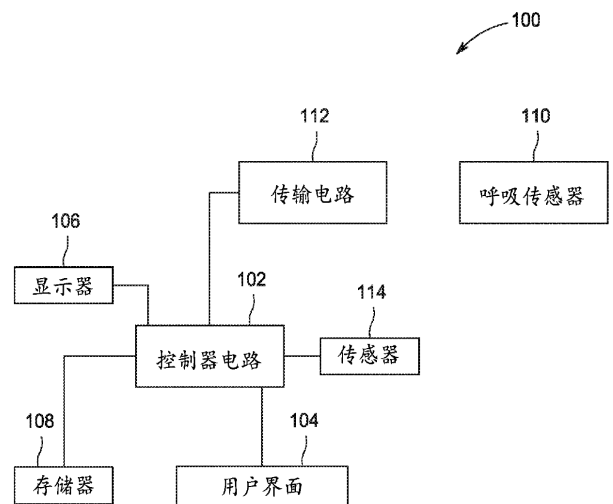 100
112
110
传输电路
呼吸传感器
106
显示器
102
114
控制器电路
传感器
108
104
存储器
用户界面